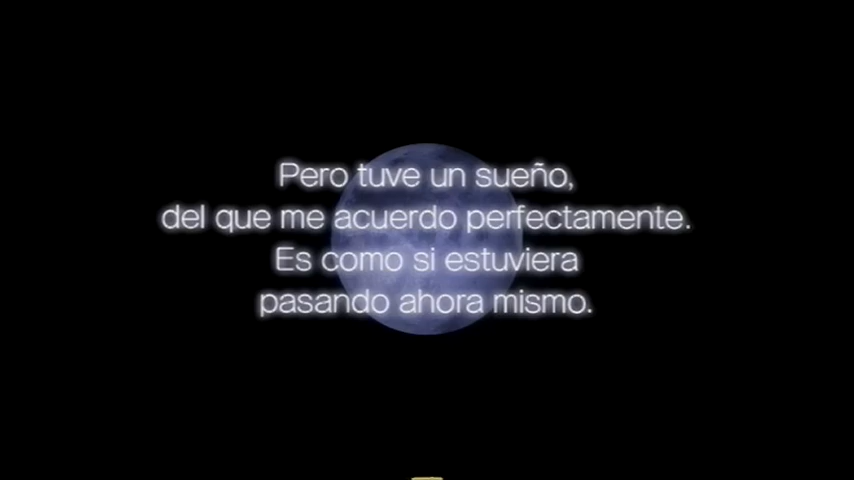 Pero tuve un sueño,
del que me acuerdo perfectamente.
Es como si estuviera
pasando ahora mismo.